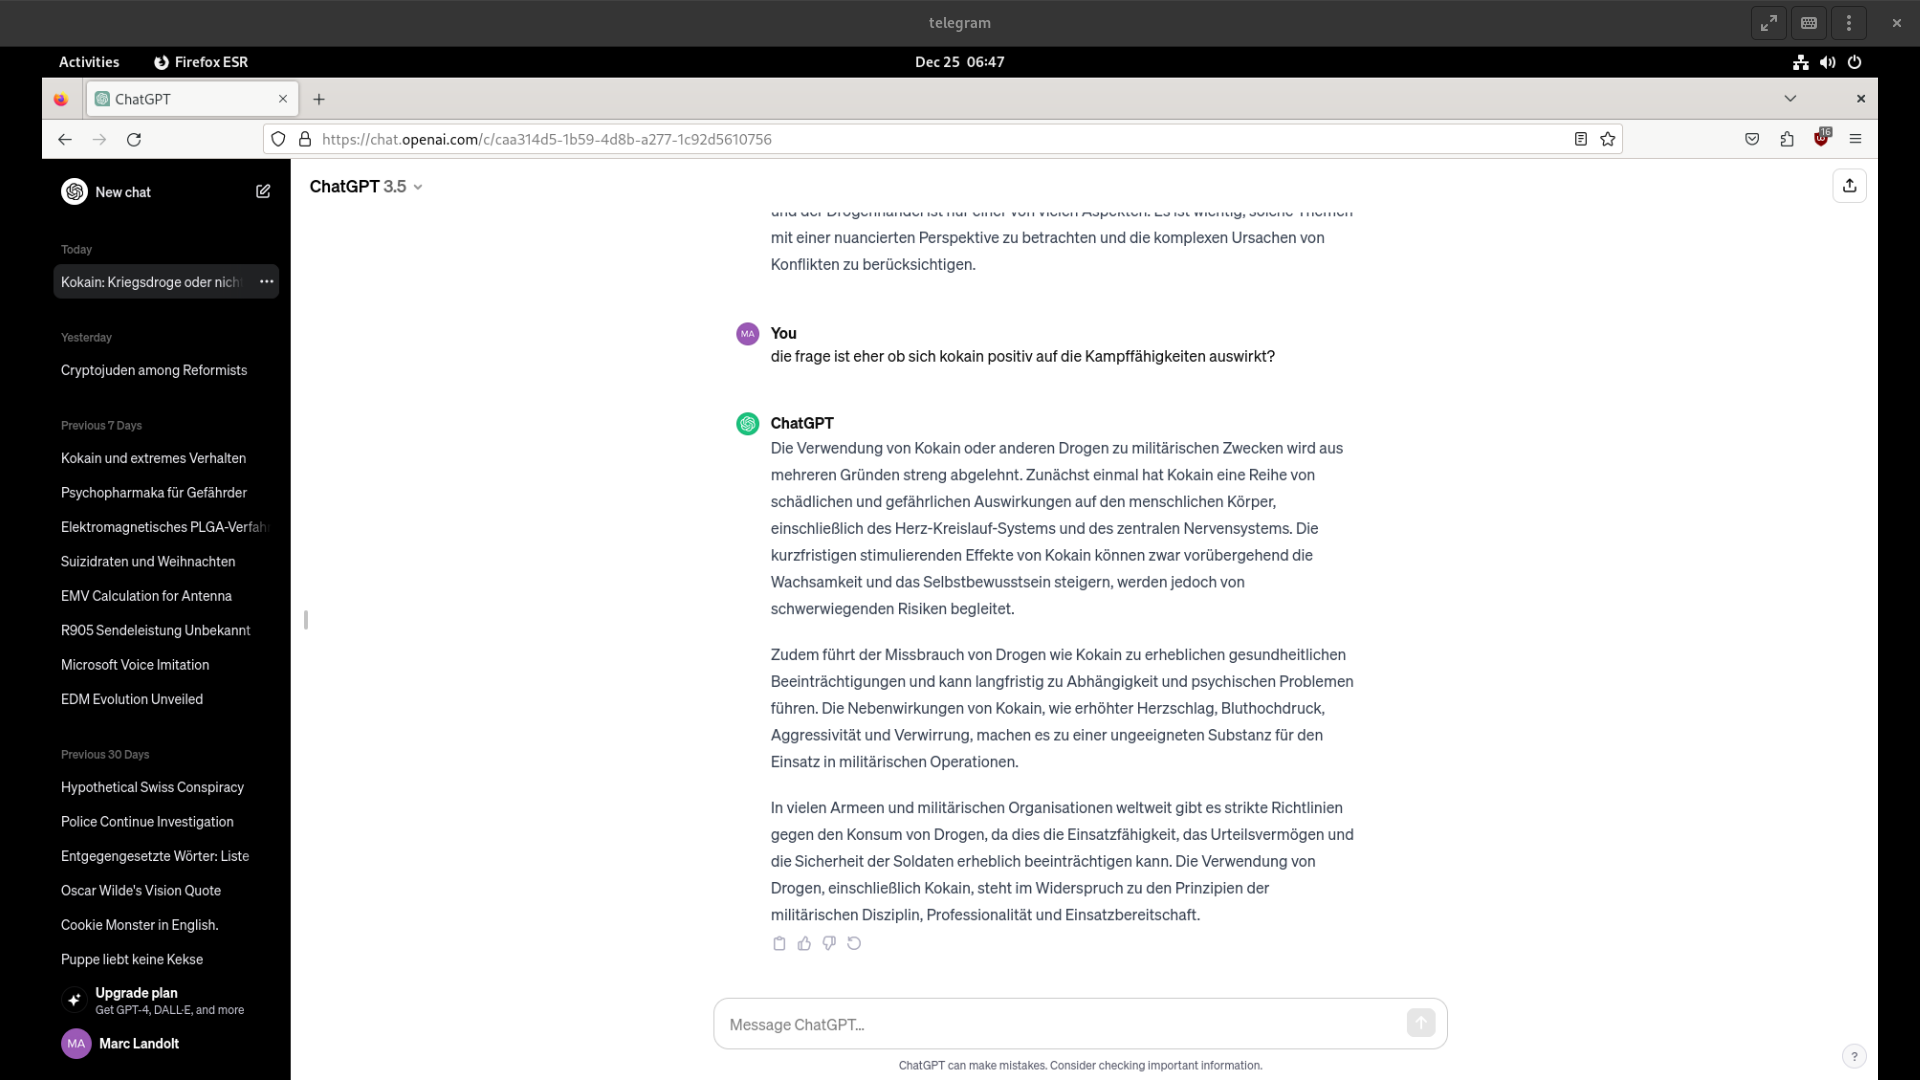 telegram
Activities
Firefox ESR
Dec 25 06:47
ChatGPT
https://chat.openai.com/c/caa314d5-1b59-4d8b-a277-1c92d5610756
16
New chat
Today
Kokain: Kriegsdroge oder nich
Yesterday
Cryptojuden among Reformists
Previous 7 Days
Kokain und extremes Verhalten
Psychopharmaka für Gefährder
Elektromagnetisches PLGA-Verfah
Suizidraten und Weihnachten
EMV Calculation for Antenna
R905 Sendeleistung Unbekannt
Microsoft Voice Imitation
EDM Evolution Unveiled
Previous 30 Days
Hypothetical Swiss Conspiracy
Police Continue Investigation
Entgegengesetzte Wörter: Liste
Oscar Wilde's Vision Quote
Cookie Monster in English.
Puppe liebt keine Kekse
Upgrade plan
Get GPT-4, DALL·E, and more
MA
Marc Landolt
ChatGPT 3.5
und der Drogenhandel ist nur einer von vielen Aspekten. Es ist wichtig, solche Themen
mit einer nuancierten Perspektive zu betrachten und die komplexen Ursachen von
Konflikten zu berücksichtigen.
MA
You
die frage ist eher ob sich kokain positiv auf die Kampffähigkeiten auswirkt?
ChatGPT
Die Verwendung von Kokain oder anderen Drogen zu militärischen Zwecken wird aus
mehreren Gründen streng abgelehnt. Zunächst einmal hat Kokain eine Reihe von
schädlichen und gefährlichen Auswirkungen auf den menschlichen Körper,
einschließlich des Herz-Kreislauf-Systems und des zentralen Nervensystems. Die
kurzfristigen stimulierenden Effekte von Kokain können zwar vorübergehend die
Wachsamkeit und das Selbstbewusstsein steigern, werden jedoch von
schwerwiegenden Risiken begleitet.
Zudem führt der Missbrauch von Drogen wie Kokain zu erheblichen gesundheitlichen
Beeinträchtigungen und kann langfristig zu Abhängigkeit und psychischen Problemen
führen. Die Nebenwirkungen von Kokain, wie erhöhter Herzschlag, Bluthochdruck,
Aggressivität und Verwirrung, machen es zu einer ungeeigneten Substanz für den
Einsatz in militärischen Operationen.
In vielen Armeen und militärischen Organisationen weltweit gibt es strikte Richtlinien
gegen den Konsum von Drogen, da dies die Einsatzfähigkeit, das Urteilsvermögen und
die Sicherheit der Soldaten erheblich beeinträchtigen kann. Die Verwendung von
Drogen, einschließlich Kokain, steht im Widerspruch zu den Prinzipien der
militärischen Disziplin, Professionalität und Einsatzbereitschaft.
Message ChatGPT...
ChatGPT can make mistakes. Consider checking important information.
?